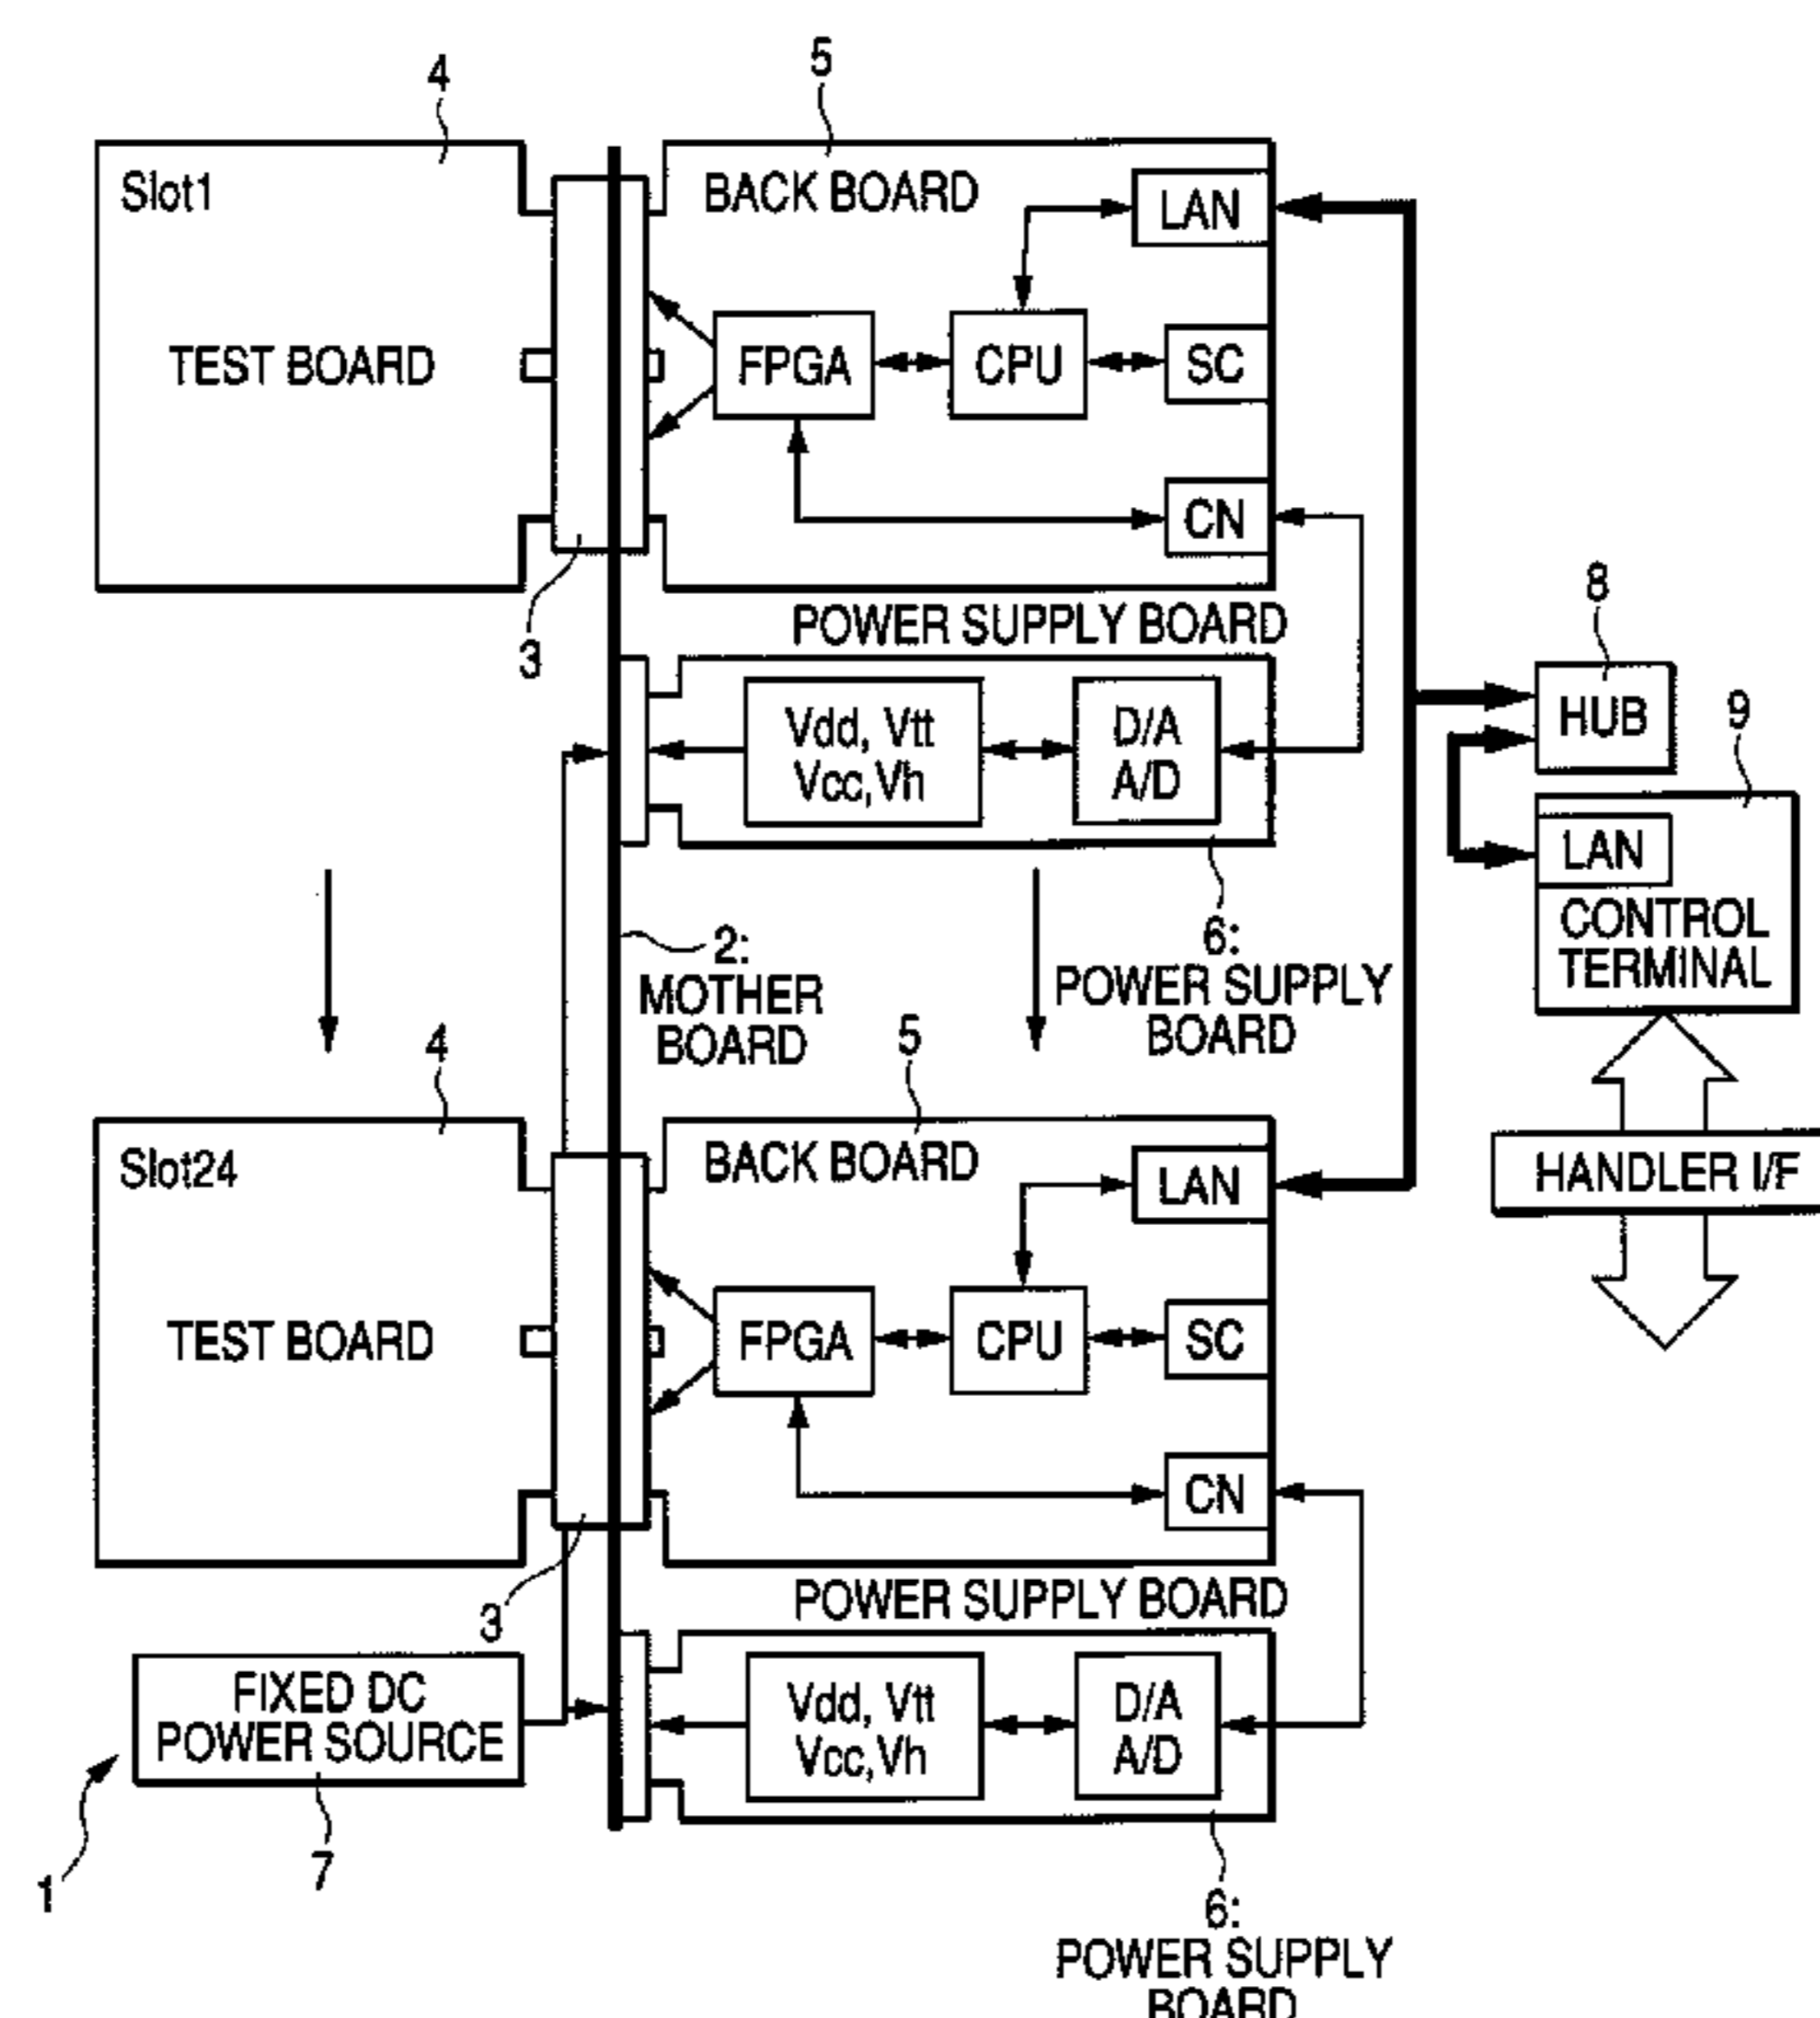 4
5
Slot1
BACK BOARD
LAN
TEST BOARD
FPGA
CPU
SC
CN
3
POWER SUPPLY BOARD
8
HUB
9
Vdd, Vtt
Vcc,Vh
D/A
A/D
LAN
CONTROL
TERMINAL
2:
MOTHER
BOARD
6:
POWER SUPPLY
BOARD
4
5
Slot24
BACK BOARD
LAN
HANDLER I/F
TEST BOARD
FPGA
CPU
SC
CN
3
POWER SUPPLY BOARD
FIXED DC
POWER SOURCE
Vdd, Vtt
Vcc,Vh
D/A
A/D
1
7
6:
POWER SUPPLY
BOARD